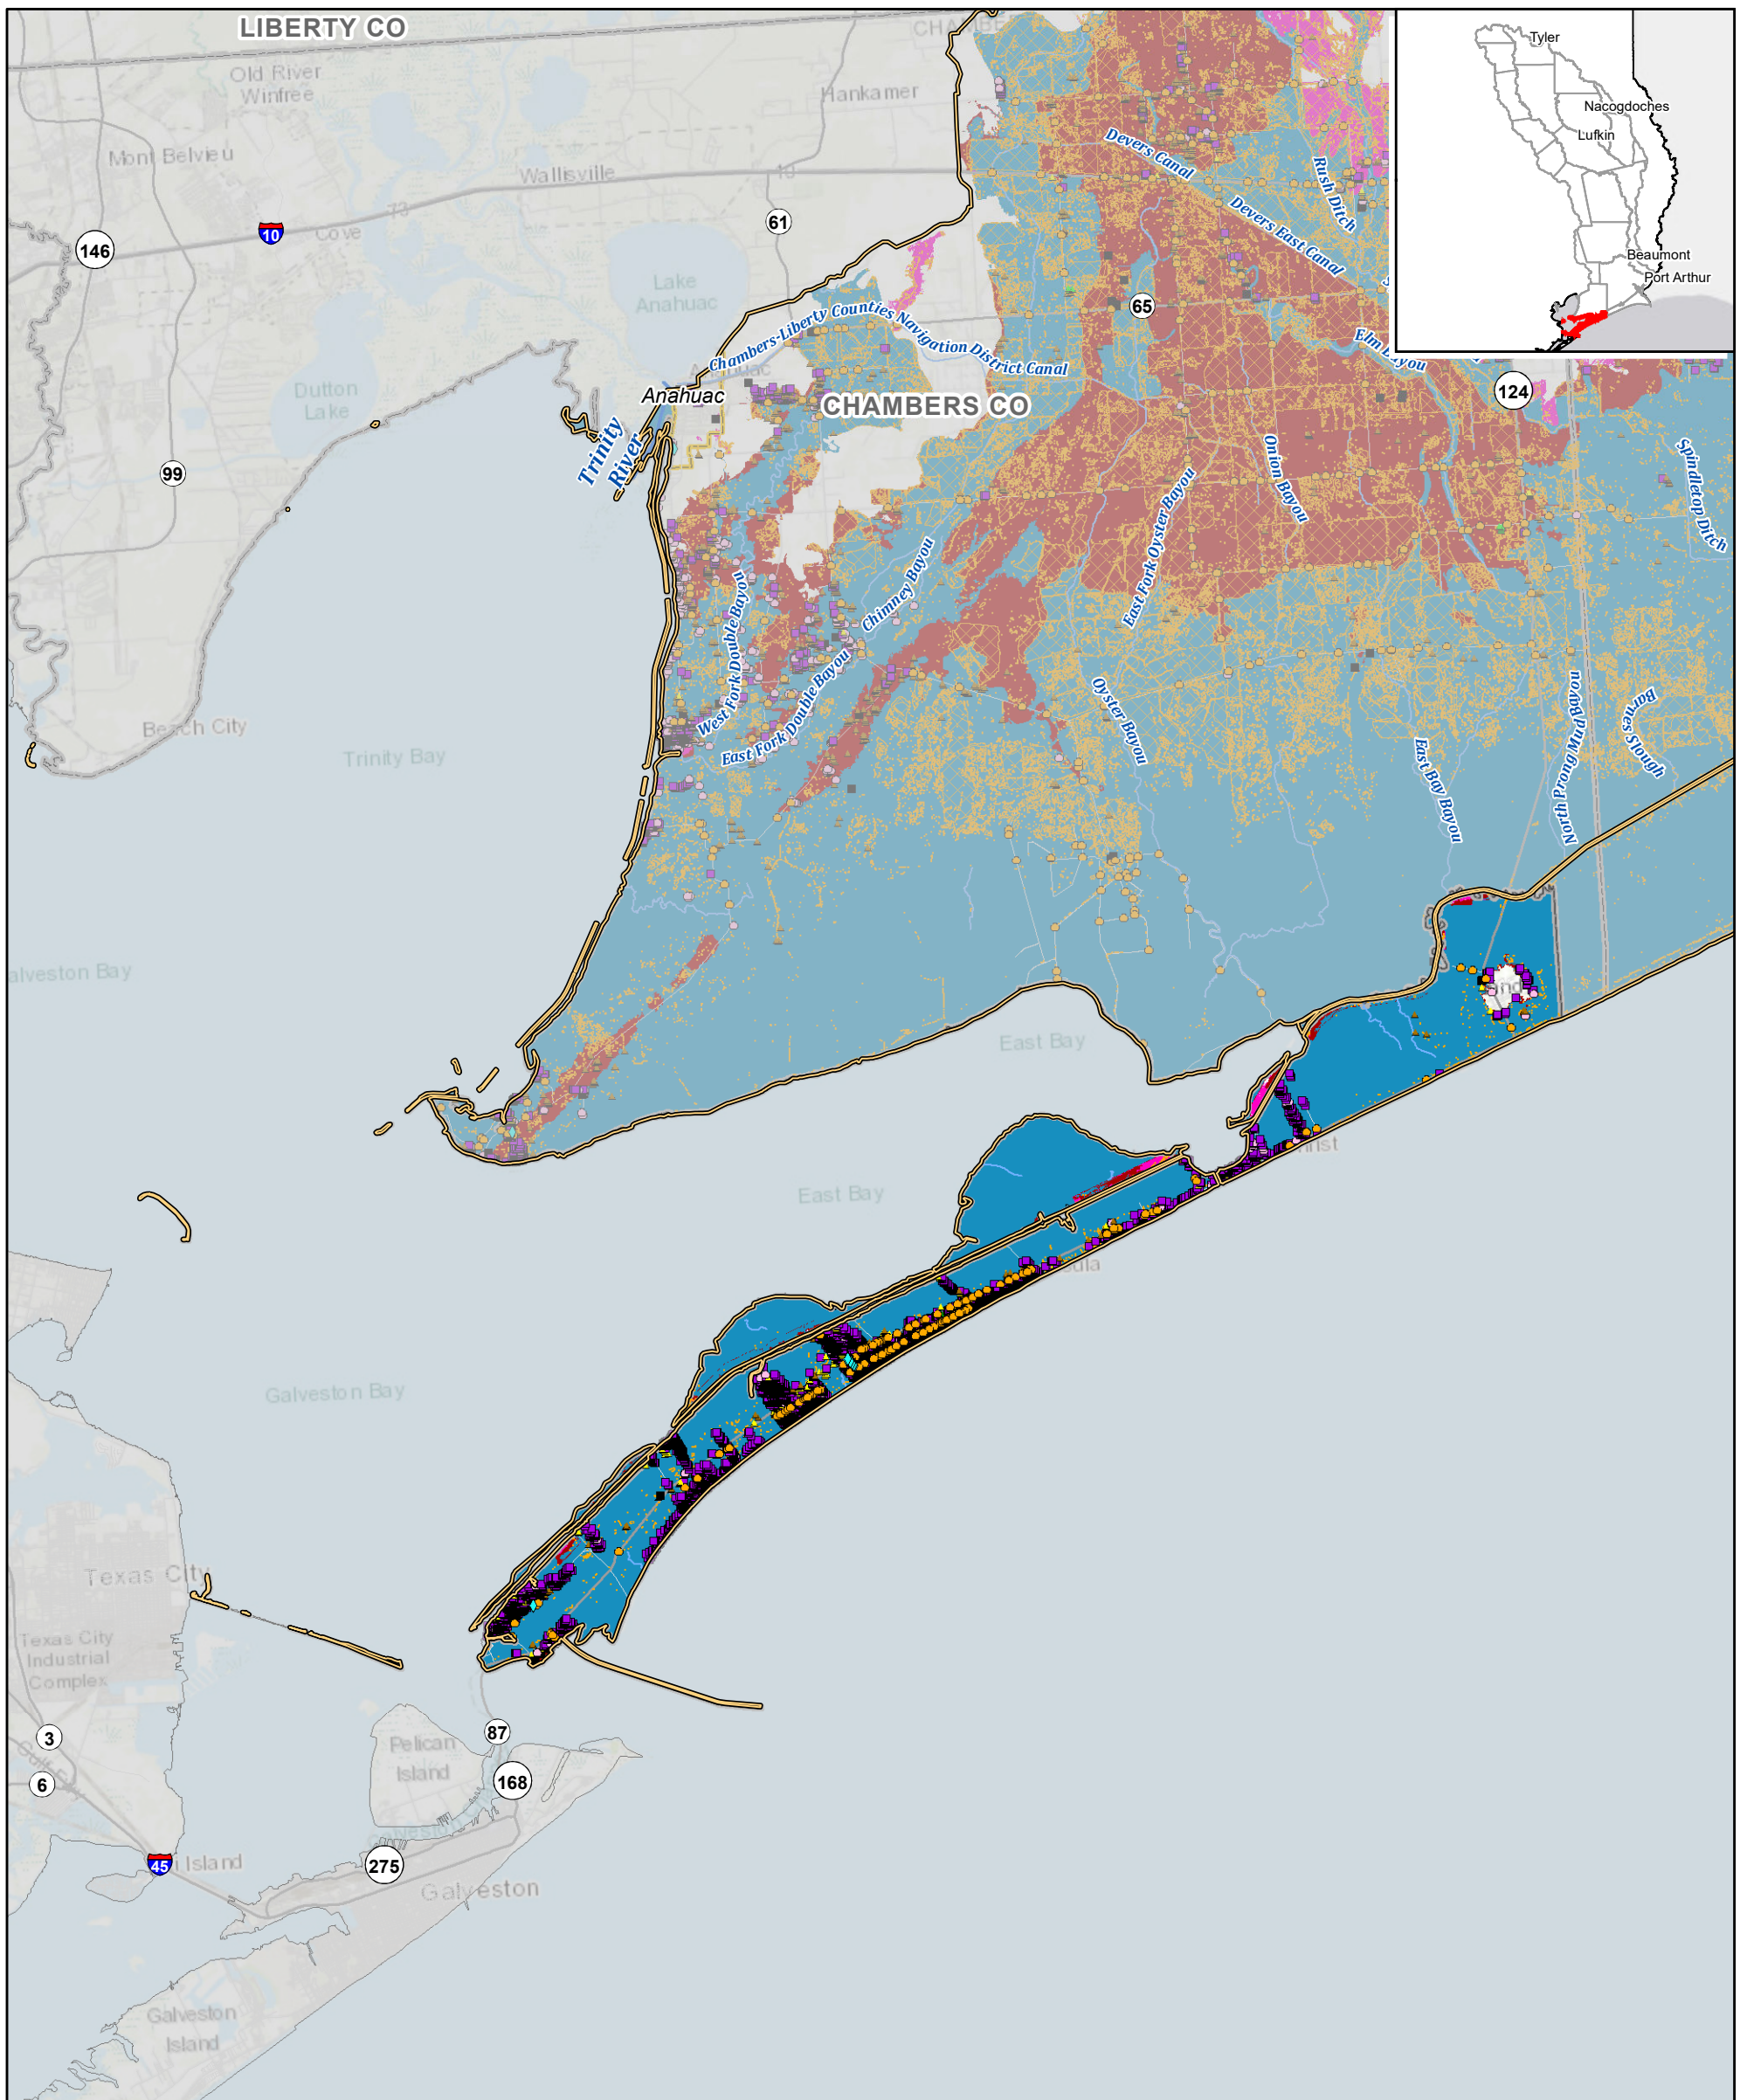 LIBERTY CO
CHAMBE
Old River
Winfree
Hankamer
Mont Belvieu
Wallisville
10
73
Cove
10
146
61
Lake
Anahuac
Devers Canal
Rush Ditch
Devers East Canal
65
Elm Bayou
124
Tyler
Nacogdoches
Lufkin
Beaumont
Port Arthur
Chambers-Liberty Counties Navigation District Canal
Anahuac
CHAMBERS CO
Dutton
Lake
Trinity
River
99
Onion Bayou
East Fork Oyster Bayou
Spindletop Ditch
Chimney Bayou
West Fork Double Bayou
East Fork Double Bayou
Oyster Bayou
East Bay Bayou
North Prong Mud Bayou
Barnes Slough
Beach City
Trinity Bay
alveston Bay
East Bay
East Bay
Galveston Bay
Texas City
Texas City
Industrial
Complex
3
6
87
168
Pelican
Island
Galveston
275
45
i Island
Galveston
Galveston
Island